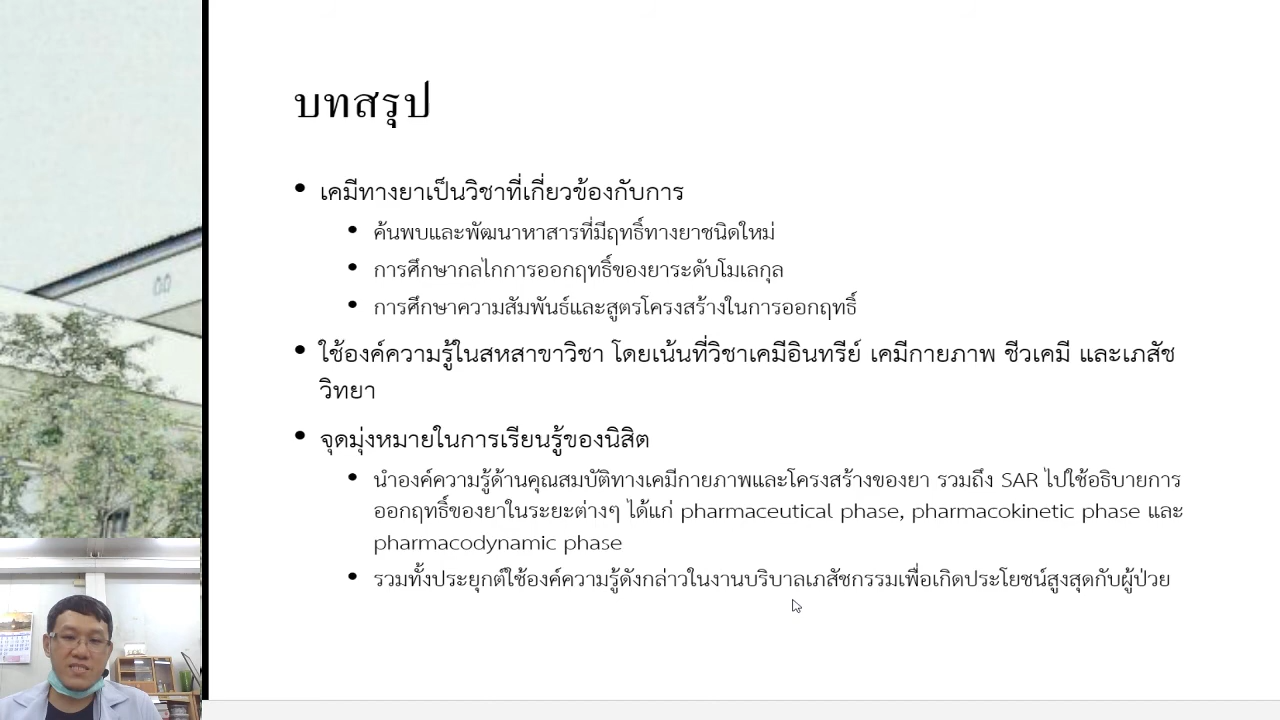 บทสรุป
• เคมีทางยาเป็นวิชาที่เกี่ยวข้องกับการ
• ค้นพบและพัฒนาหาสารที่มีฤทธิ์ทางยาชนิดใหม่
• การศึกษากลไกการออกฤทธิ์ของยาระดับโมเลกุล
• การศึกษาความสัมพันธ์และสูตรโครงสร้างในการออกฤทธิ์
• ใช้องค์ความรู้ในสหสาขาวิชา โดยเน้นที่วิชาเคมีอินทรีย์ เคมีกายภาพ ชีวเคมี และเภสัช
วิทยา
• จุดมุ่งหมายในการเรียนรู้ของนิสิต
• นำองค์ความรู้ด้านคุณสมบัติทางเคมีกายภาพและโครงสร้างของยา รวมถึง SAR ไปใช้อธิบายการ
ออกฤทธิ์ของยาในระยะต่างๆ ได้แก่ pharmaceutical phase, pharmacokinetic phase และ
pharmacodynamic phase
• รวมทั้งประยุกต์ใช้องค์ความรู้ดังกล่าวในงานบริบาลเภสัชกรรมเพื่อเกิดประโยชน์สูงสุดกับผู้ป่วย